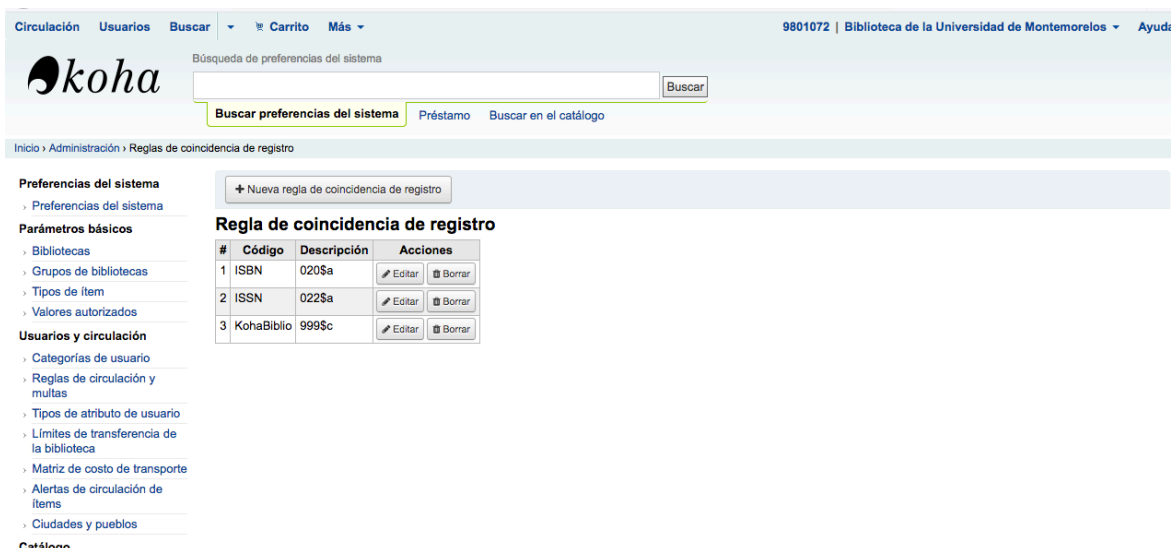 Circulación Usuarios Buscar Carrito Más 9801072 | Biblioteca de la Universidad de Montemorelos Ayuda
koha
Búsqueda de preferencias del sistema
Buscar
Buscar preferencias del sistema Préstamo Buscar en el catálogo
Inicio › Administración › Reglas de coincidencia de registro
Preferencias del sistema
› Preferencias del sistema
Parámetros básicos
› Bibliotecas
› Grupos de bibliotecas
› Tipos de ítem
› Valores autorizados
Usuarios y circulación
› Categorías de usuario
› Reglas de circulación y
multas
› Tipos de atributo de usuario
› Límites de transferencia de
la biblioteca
› Matriz de costo de transporte
› Alertas de circulación de
ítems
› Ciudades y pueblos
Catálogo
+ Nueva regla de coincidencia de registro
Regla de coincidencia de registro
# Código Descripción Acciones
1 ISBN 020$a Editar Borrar
2 ISSN 022$a Editar Borrar
3 KohaBiblio 999$c Editar Borrar